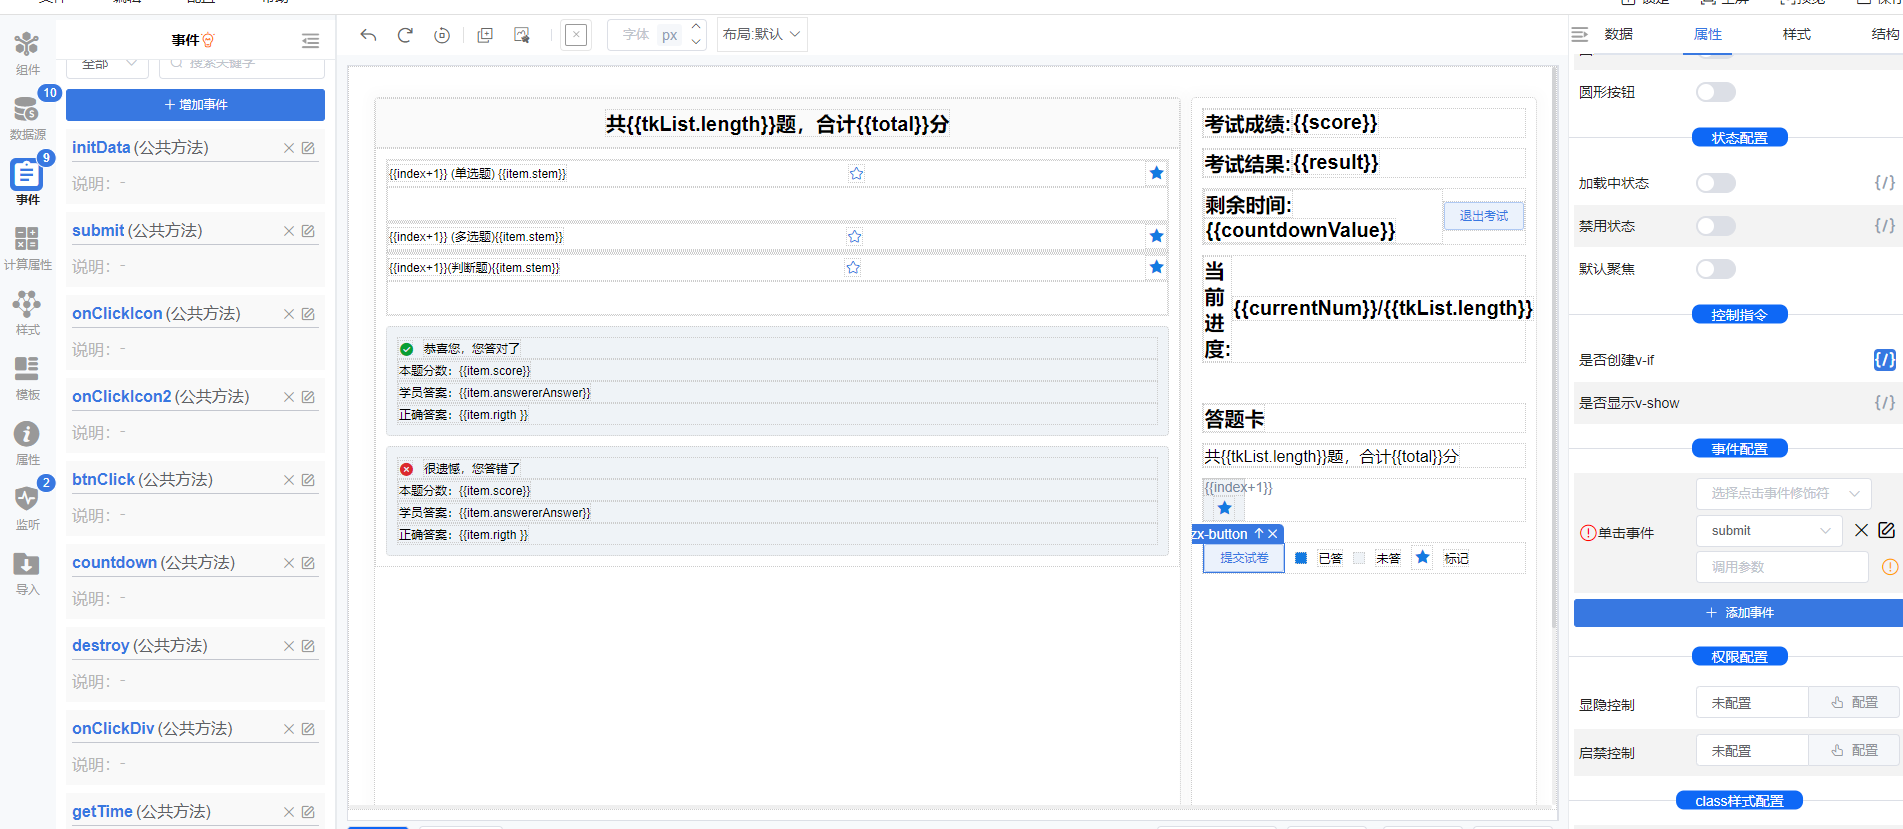 组件
10
数据源
9
事件
计算属性
样式
模板
属性
2
监听
导入
事件
全部
搜索关键字
增加事件
initData (公共方法)
说明: -
submit (公共方法)
说明: -
onClickIcon (公共方法)
说明: -
onClickIcon2 (公共方法)
说明: -
btnClick (公共方法)
说明: -
countdown (公共方法)
说明: -
destroy (公共方法)
说明: -
onClickDiv (公共方法)
说明: -
getTime (公共方法)
字体 px
布局:默认
共{{tkList.length}}题，合计{{total}}分
{{index+1}} (单选题) {{item.stem}}
{{index+1}} (多选题){{item.stem}}
{{index+1}}(判断题){{item.stem}}
恭喜您，您答对了
本题分数：{{item.score}}
学员答案：{{item.answererAnswer}}
正确答案：{{item.rigth }}
很遗憾，您答错了
本题分数：{{item.score}}
学员答案：{{item.answererAnswer}}
正确答案：{{item.rigth }}
考试成绩:{{score}}
考试结果:{{result}}
剩余时间:
{{countdownValue}}
退出考试
当前进度:
{{currentNum}}/{{tkList.length}}
答题卡
共{{tkList.length}}题，合计{{total}}分
{{index+1}}
zx-button
提交试卷 已答 未答 标记
数据 属性 样式 结构
圆形按钮
状态配置
加载中状态 {/}
禁用状态 {/}
默认聚焦
控制指令
是否创建v-if {/}
是否显示v-show {/}
事件配置
选择点击事件修饰符
单击事件 submit
调用参数
添加事件
权限配置
显隐控制 未配置 配置
启禁控制 未配置 配置
class样式配置